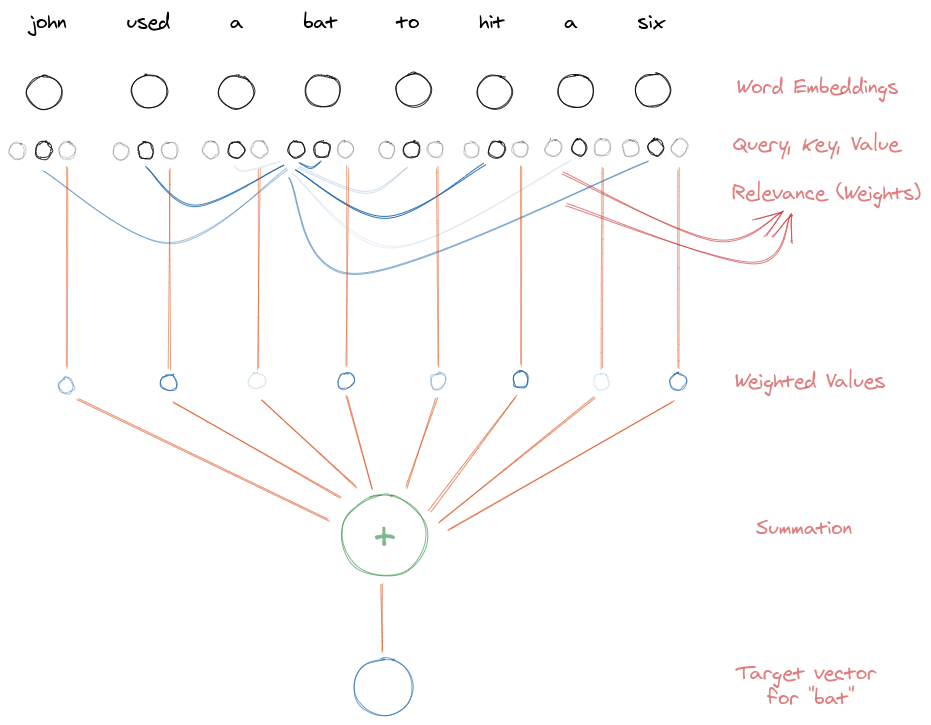 john used a bat to hit a six
Word Embeddings
Query, Key, Value
Relevance (Weights)
Weighted Values
+
Summation
Target vector
for "bat"